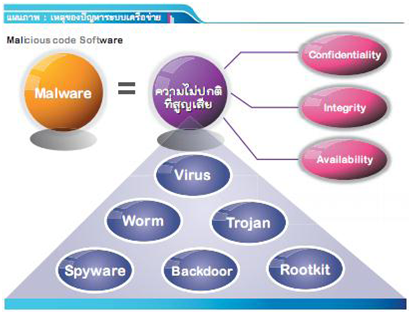 แผนภาพ : เหตุของปัญหาระบบเครือข่าย
Malicious code Software
Malware
=
ความไม่ปกติ
ที่สูญเสีย
Confidentiality
Integrity
Availability
Virus
Worm
Trojan
Spyware
Backdoor
Rootkit